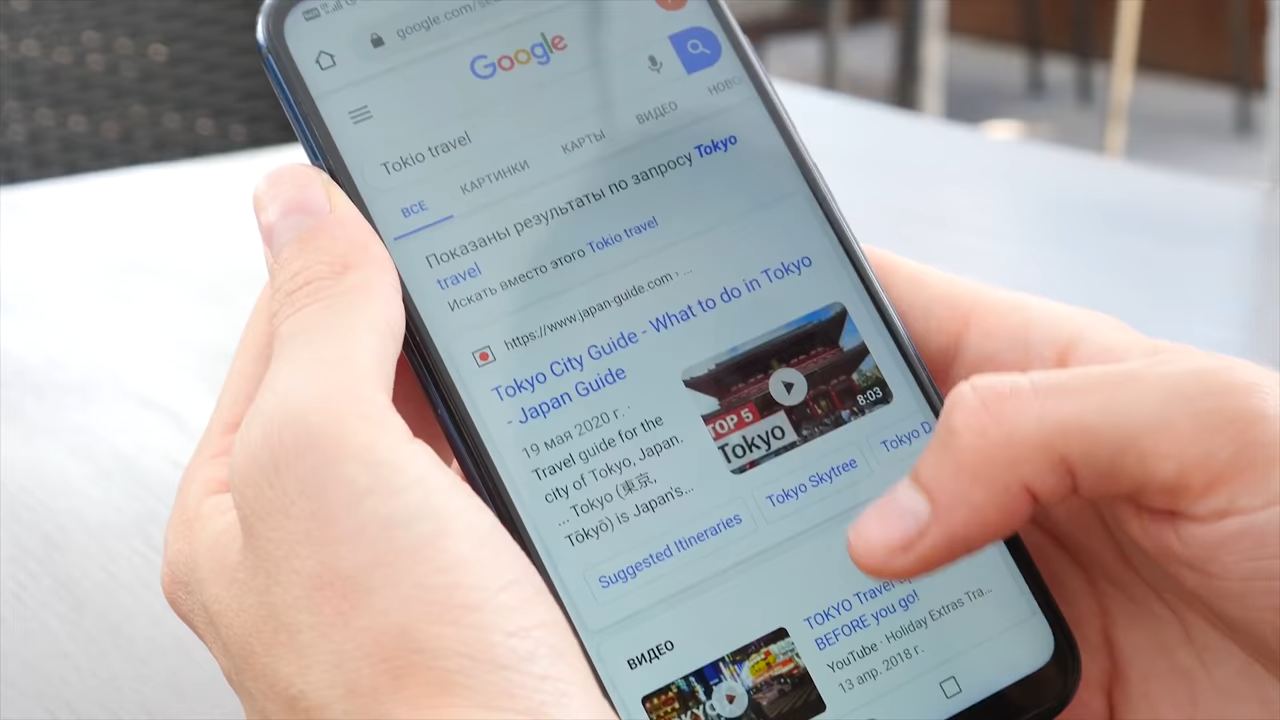 google.com/se
Google
Tokio travel
ВСЕ КАРТИНКИ КАРТЫ ВИДЕО НОВО
Показаны результаты по запросу Tokyo
travel
Искать вместо этого Tokio travel
https://www.japan-guide.com › ...
Tokyo City Guide - What to do in Tokyo
- Japan Guide
19 мая 2020 г. ·
Travel guide for the
city of Tokyo, Japan.
... Tokyo (東京,
Tōkyō) is Japan's...
TOP 5
Tokyo
8:03
Suggested Itineraries
Tokyo Skytree
Tokyo D
ВИДЕО
TOKYO Travel
BEFORE you go!
YouTube · Holiday Extras Tra...
13 апр. 2018 г.